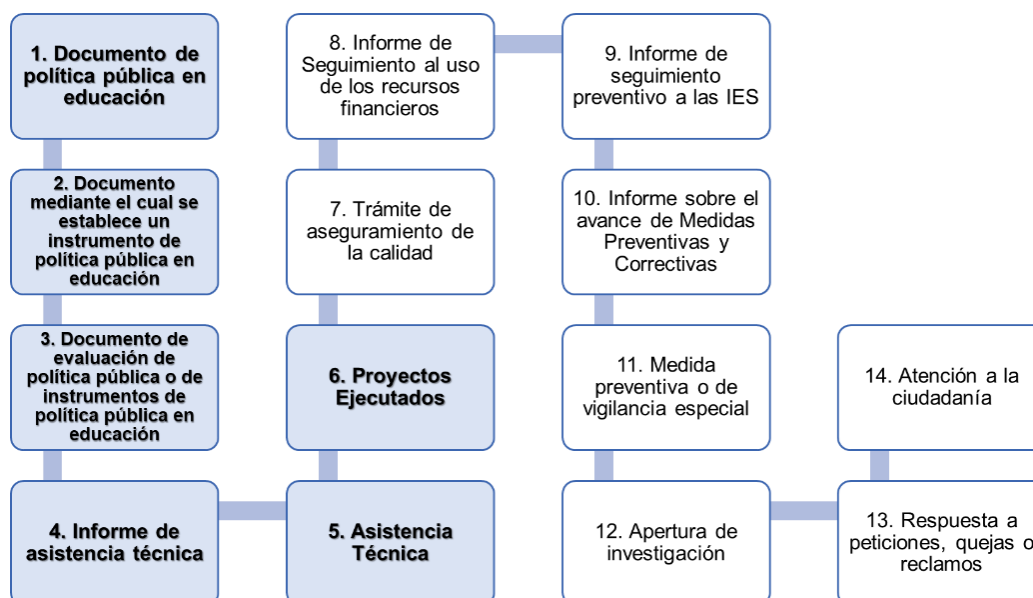 1. Documento de
política pública en
educación
2. Documento
mediante el cual se
establece un
instrumento de
política pública en
educación
3. Documento de
evaluación de
política pública o de
instrumentos de
política pública en
educación
4. Informe de
asistencia técnica
5. Asistencia
Técnica
6. Proyectos
Ejecutados
7. Trámite de
aseguramiento de
la calidad
8. Informe de
Seguimiento al uso
de los recursos
financieros
9. Informe de
seguimiento
preventivo a las IES
10. Informe sobre el
avance de Medidas
Preventivas y
Correctivas
11. Medida
preventiva o de
vigilancia especial
12. Apertura de
investigación
13. Respuesta a
peticiones, quejas o
reclamos
14. Atención a la
ciudadanía